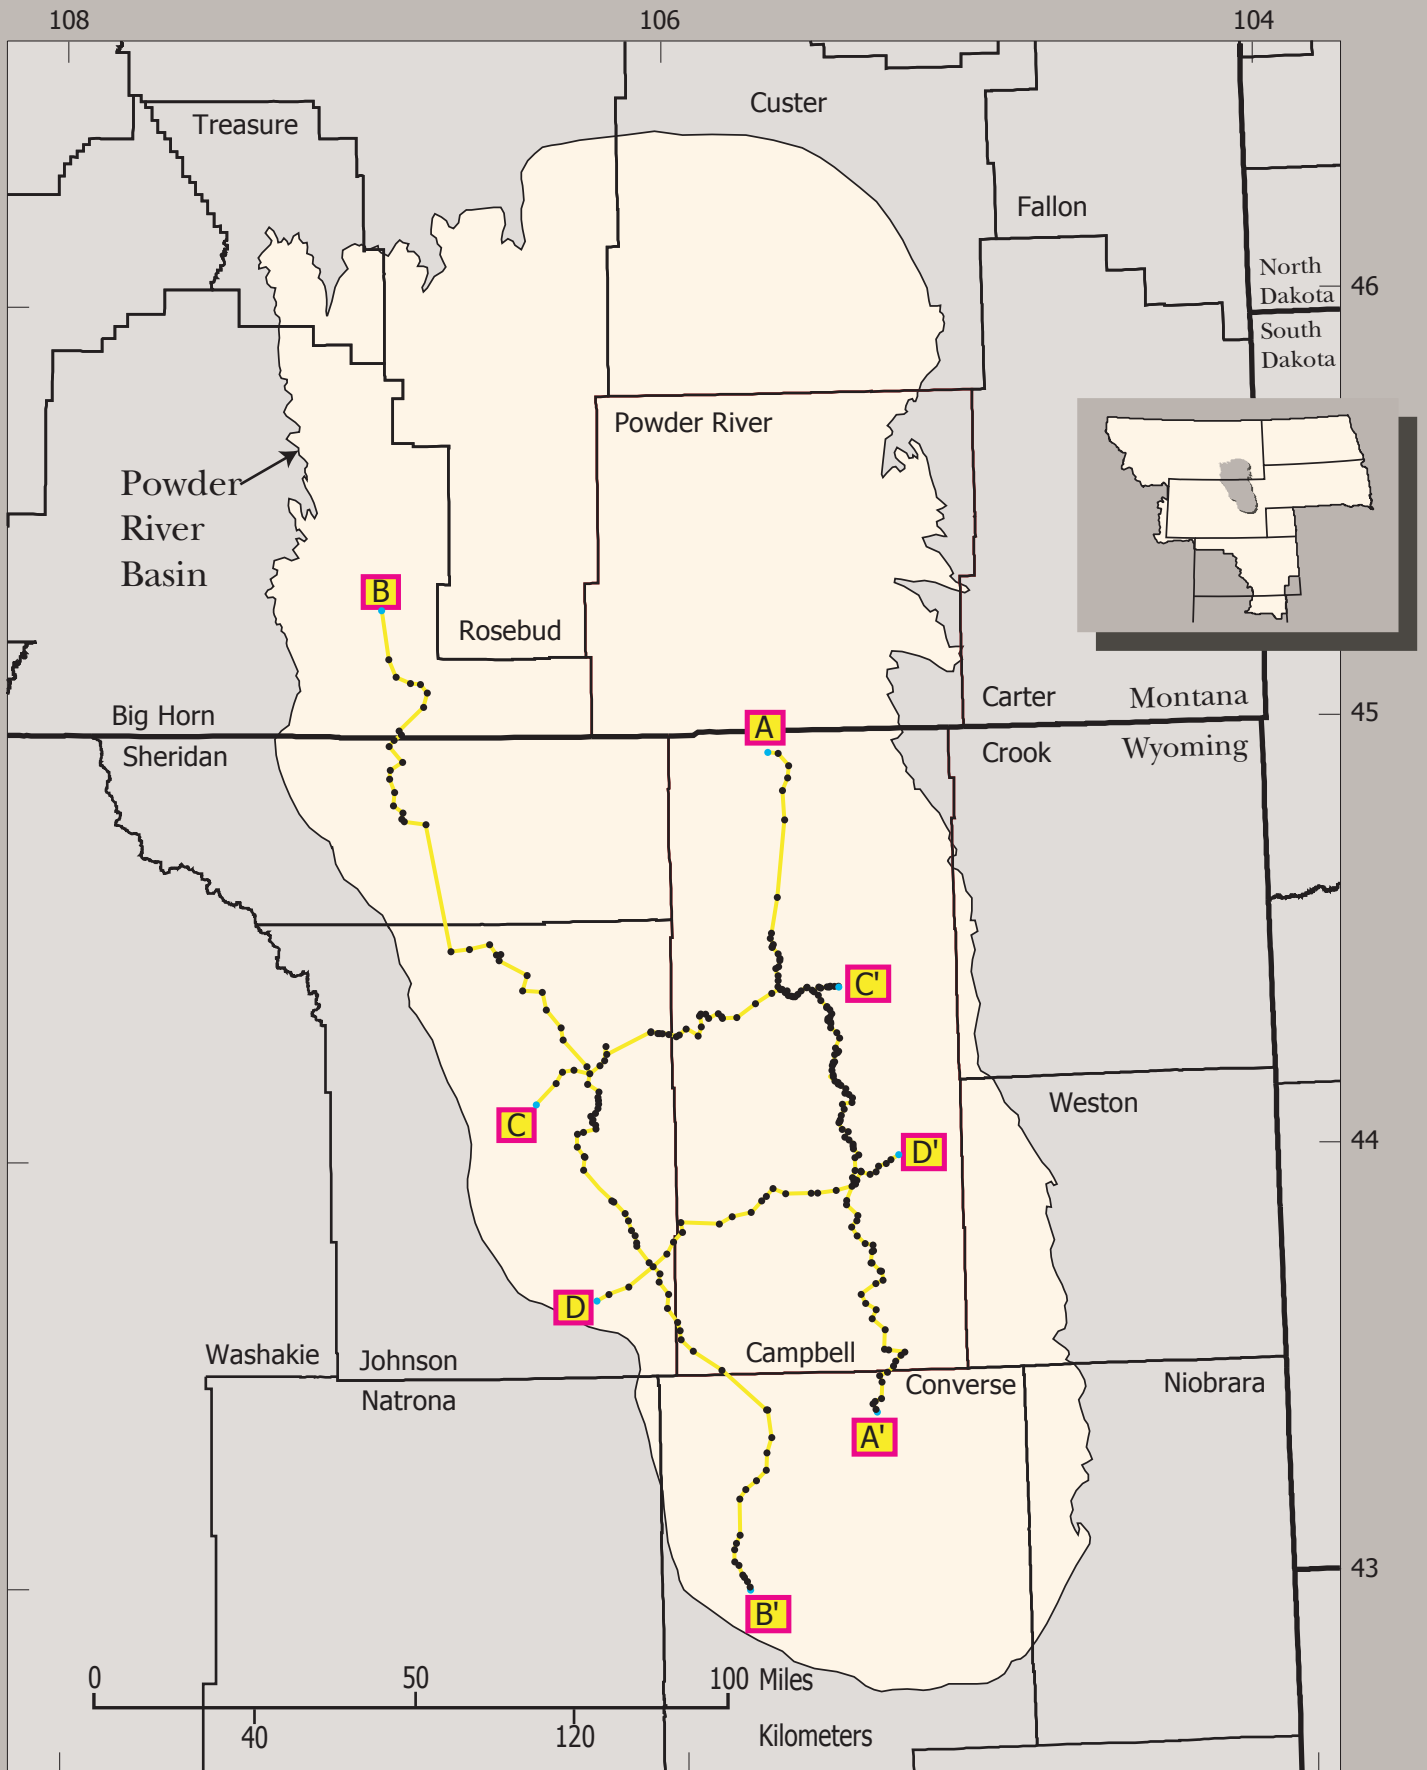 108
106
104
Custer
Treasure
Fallon
North
Dakota
46
South
Dakota
Powder River
Powder
River
Basin
B
Rosebud
Big Horn
A
Carter
Montana
45
Sheridan
Crook
Wyoming
C'
Weston
C
D'
44
D
Washakie
Johnson
Campbell
Natrona
Converse
Niobrara
A'
43
B'
0
50
100 Miles
40
120
Kilometers